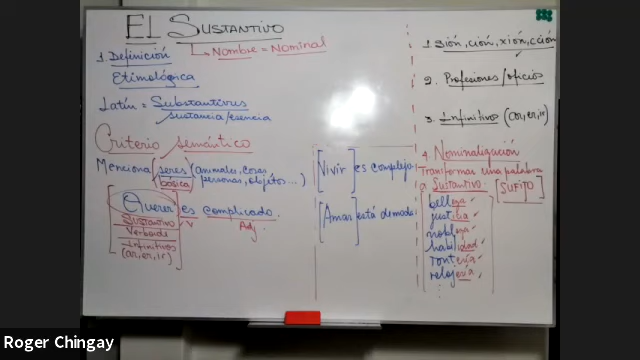 EL SUSTANTIVO
Nombre = Nominal
1. Definición
Etimológica
Latín = Substantivus
sustancia/esencia
Criterio semántico
Menciona seres (animales, cosas,
básica personas, objetos...)
Querer es complicado.
Sustantivo V Adj.
Verboide
Infinitivos
(ar, er, ir)
[Vivir] es complejo.
[Amar] está de moda.
1. Sión, ción, xión, cción
2. Profesiones/oficios
3. Infinitivos (ar, er, ir)
4. Nominalización
Transformas una palabra
a sustantivo. [SUFIJO]
belleza
justicia
nobleza
habilidad
tontería
relojería
Roger Chingay